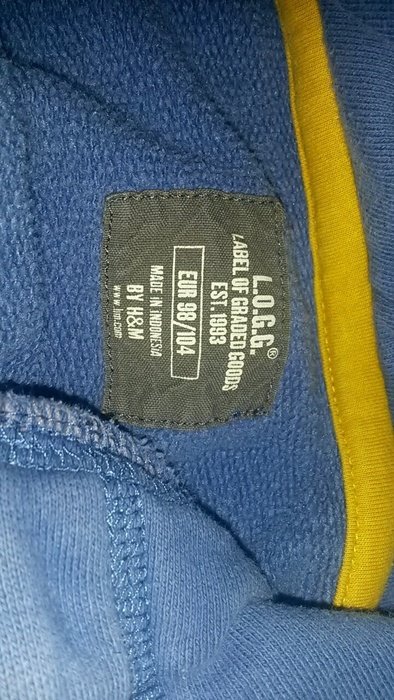 L.O.G.G.®
LABEL OF GRADED GOODS
EST 1993
EUR 98/104
MADE IN INDONESIA
BY H&M
www.hm.com